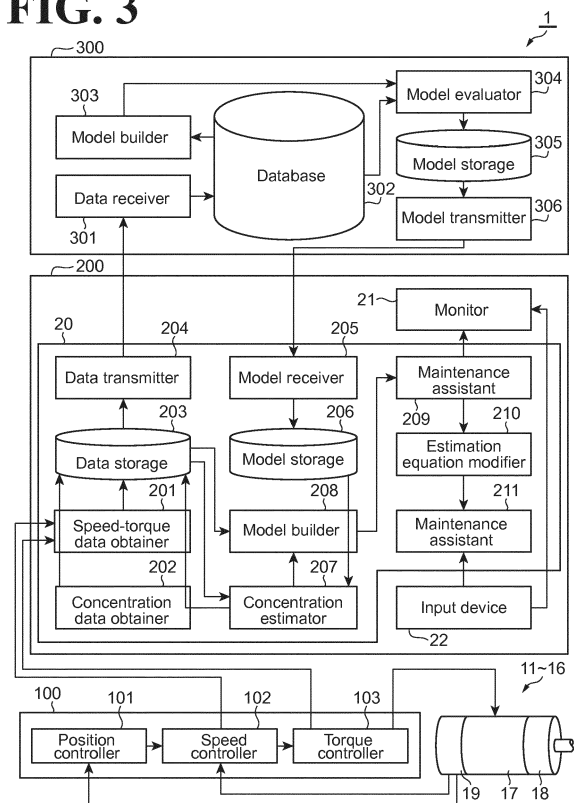 FIG. 3
1
300
303
Model builder
Data receiver
301
Database
302
Model evaluator
304
Model storage
305
Model transmitter
306
200
21
Monitor
20
204
Data transmitter
203
Data storage
201
Speed-torque
data obtainer
202
Concentration
data obtainer
205
Model receiver
206
Model storage
208
Model builder
207
Concentration
estimator
Maintenance
assistant
209
210
Estimation
equation modifier
211
Maintenance
assistant
Input device
22
11~16
100
101
Position
controller
102
Speed
controller
103
Torque
controller
19
17
18